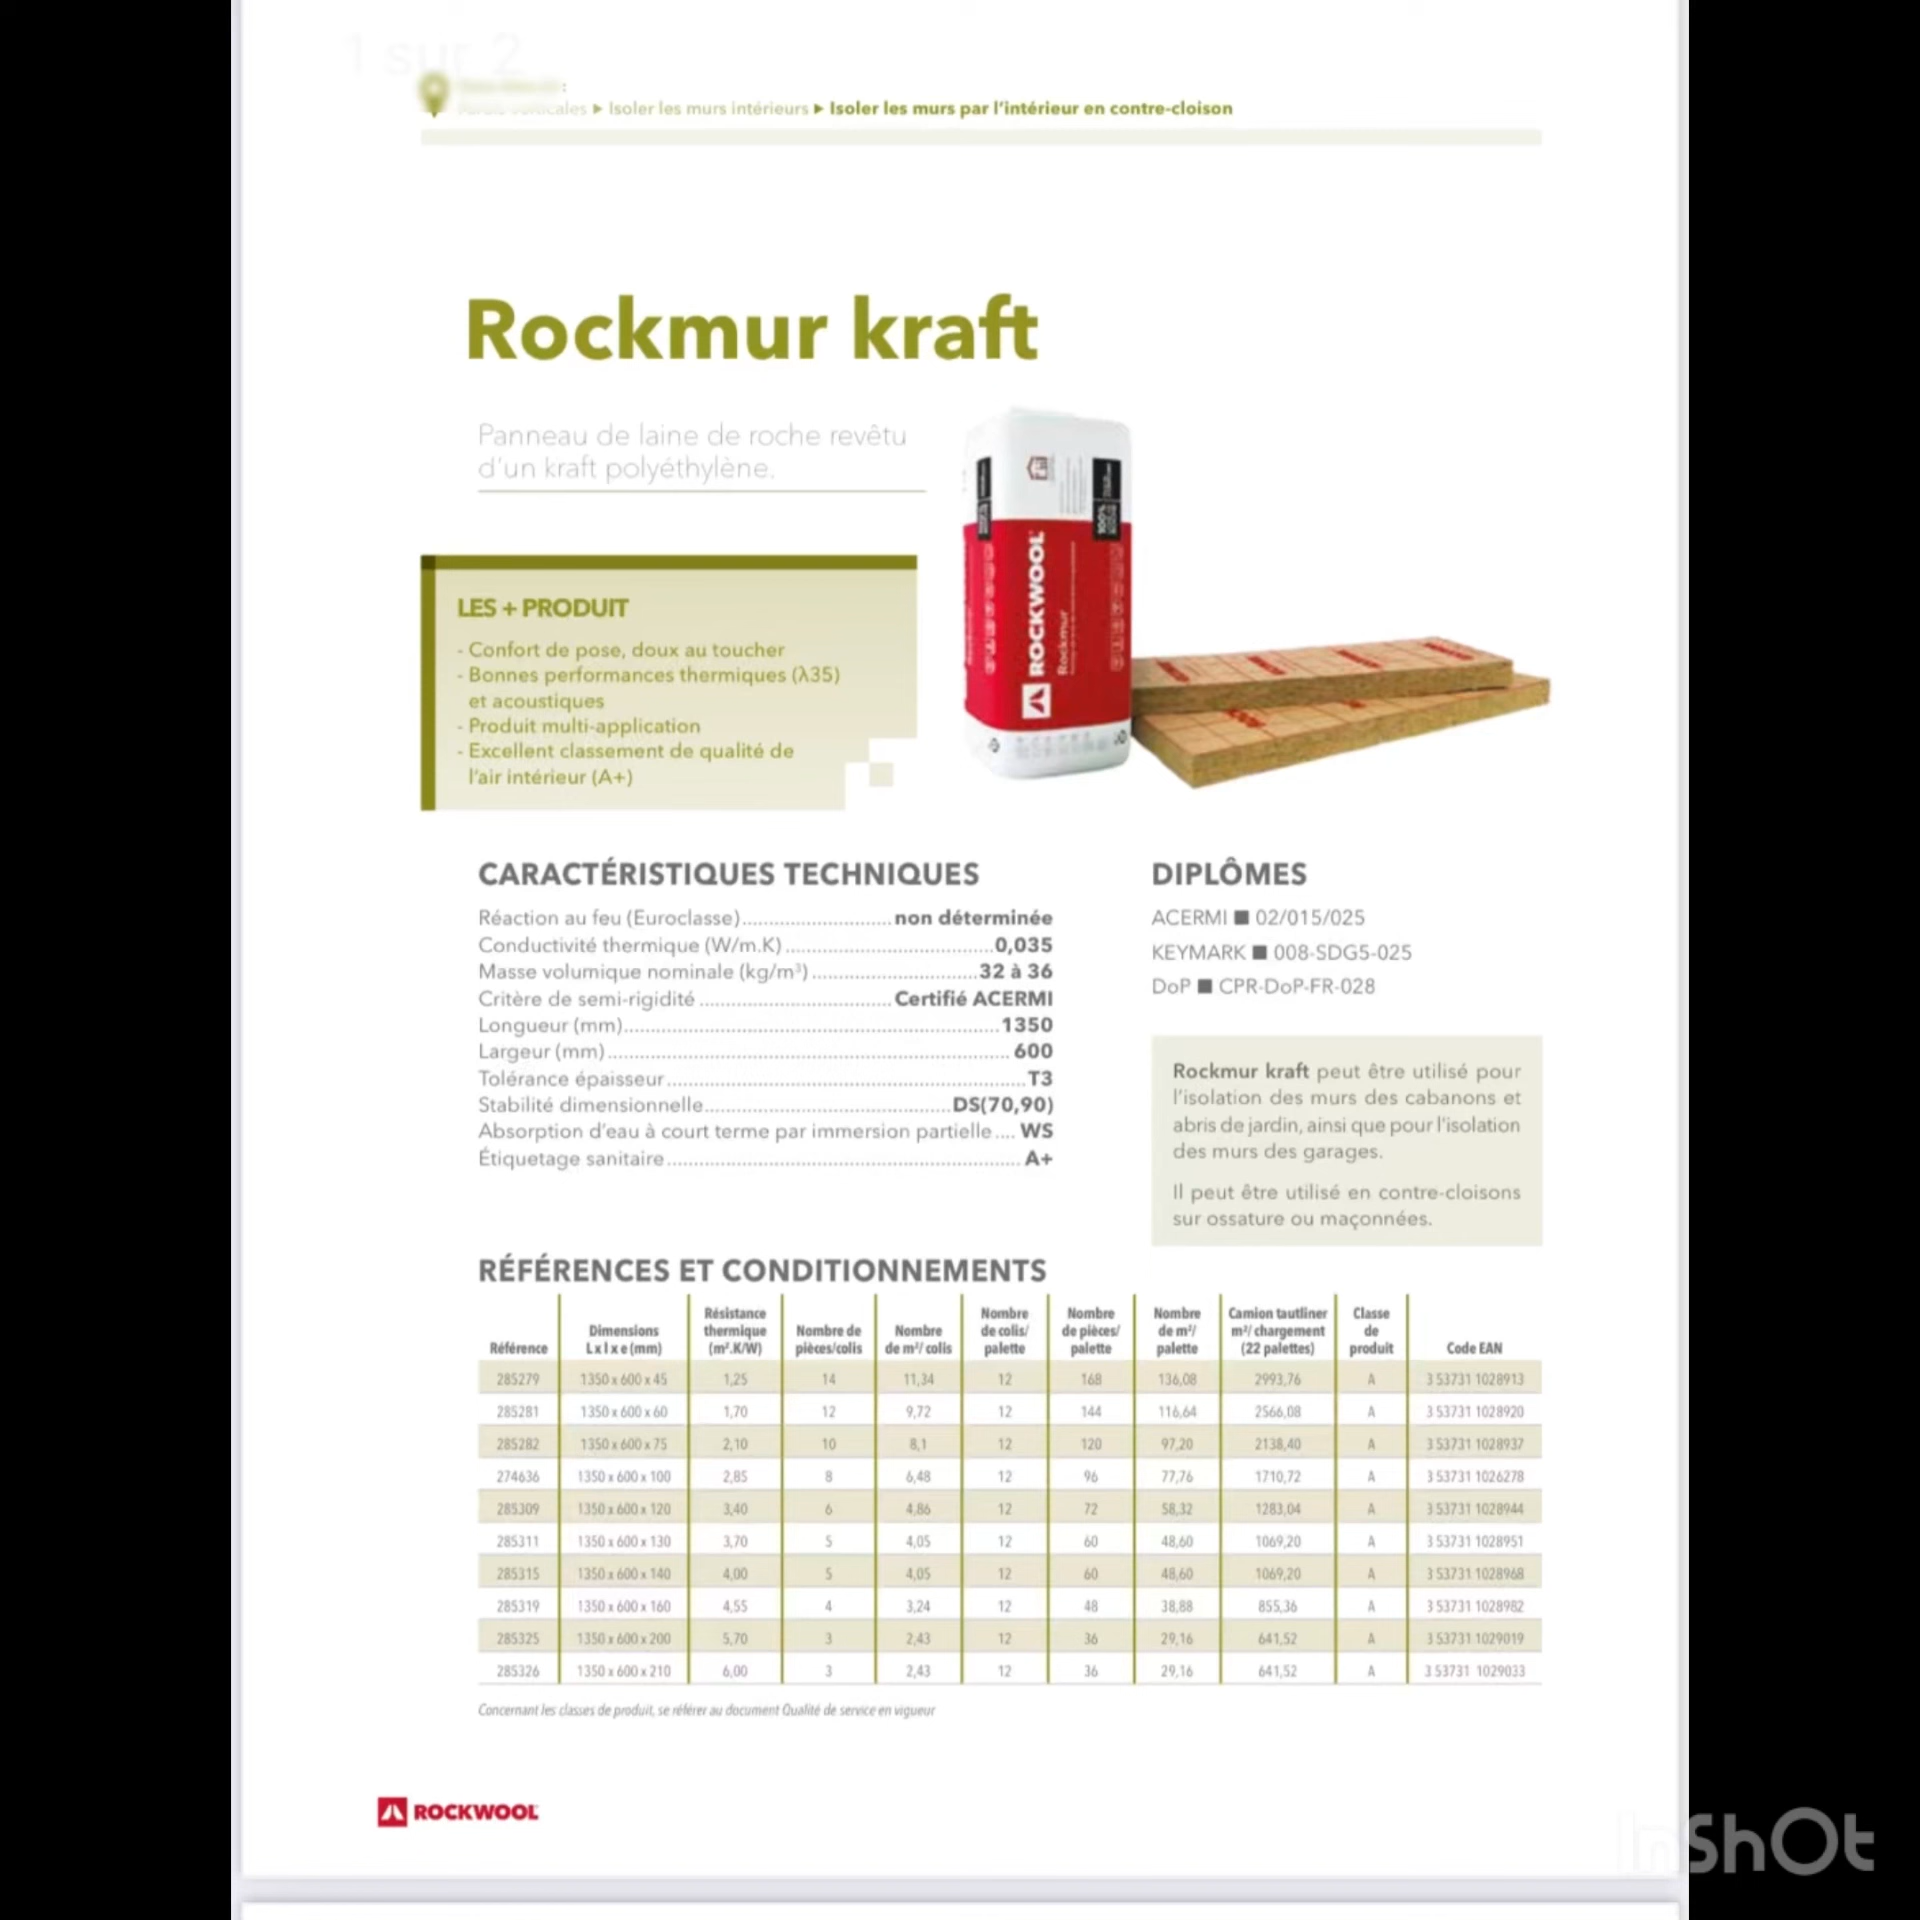 1 sur 2
Isoler les murs intérieurs ▶ Isoler les murs par l'intérieur en contre-cloison
Rockmur kraft
Panneau de laine de roche revêtu
d'un kraft polyéthylène.
ROCKWOOL
Rockmur
LES + PRODUIT
- Confort de pose, doux au toucher
- Bonnes performances thermiques (λ35)
et acoustiques
- Produit multi-application
- Excellent classement de qualité de
l'air intérieur (A+)
CARACTÉRISTIQUES TECHNIQUES
Réaction au feu (Euroclasse) non déterminée
Conductivité thermique (W/m.K) 0,035
Masse volumique nominale (kg/m³) 32 à 36
Critère de semi-rigidité Certifié ACERMI
Longueur (mm) 1350
Largeur (mm) 600
Tolérance épaisseur T3
Stabilité dimensionnelle DS(70,90)
Absorption d'eau à court terme par immersion partielle WS
Étiquetage sanitaire A+
DIPLÔMES
ACERMI ■ 02/015/025
KEYMARK ■ 008-SDG5-025
DoP ■ CPR-DoP-FR-028
Rockmur kraft peut être utilisé pour
l'isolation des murs des cabanons et
abris de jardin, ainsi que pour l'isolation
des murs des garages.
Il peut être utilisé en contre-cloisons
sur ossature ou maçonnées.
RÉFÉRENCES ET CONDITIONNEMENTS
Référence | Dimensions L x l x e (mm) | Résistance thermique (m².K/W) | Nombre de pièces/colis | Nombre de m²/ colis | Nombre de colis/ palette | Nombre de pièces/ palette | Nombre de m²/ palette | Camion tautliner m²/ chargement (22 palettes) | Classe de produit | Code EAN
285279 | 1350 x 600 x 45 | 1,25 | 14 | 11,34 | 12 | 168 | 136,08 | 2993,76 | A | 3 53731 1028913
285281 | 1350 x 600 x 60 | 1,70 | 12 | 9,72 | 12 | 144 | 116,64 | 2566,08 | A | 3 53731 1028920
285282 | 1350 x 600 x 75 | 2,10 | 10 | 8,1 | 12 | 120 | 97,20 | 2138,40 | A | 3 53731 1028937
274636 | 1350 x 600 x 100 | 2,85 | 8 | 6,48 | 12 | 96 | 77,76 | 1710,72 | A | 3 53731 1026278
285309 | 1350 x 600 x 120 | 3,40 | 6 | 4,86 | 12 | 72 | 58,32 | 1283,04 | A | 3 53731 1028944
285311 | 1350 x 600 x 130 | 3,70 | 5 | 4,05 | 12 | 60 | 48,60 | 1069,20 | A | 3 53731 1028951
285315 | 1350 x 600 x 140 | 4,00 | 5 | 4,05 | 12 | 60 | 48,60 | 1069,20 | A | 3 53731 1028968
285319 | 1350 x 600 x 160 | 4,55 | 4 | 3,24 | 12 | 48 | 38,88 | 855,36 | A | 3 53731 1028982
285325 | 1350 x 600 x 200 | 5,70 | 3 | 2,43 | 12 | 36 | 29,16 | 641,52 | A | 3 53731 1029019
285326 | 1350 x 600 x 210 | 6,00 | 3 | 2,43 | 12 | 36 | 29,16 | 641,52 | A | 3 53731 1029033
Concernant les classes de produit, se référer au document Qualité de service en vigueur
ROCKWOOL
InShOt